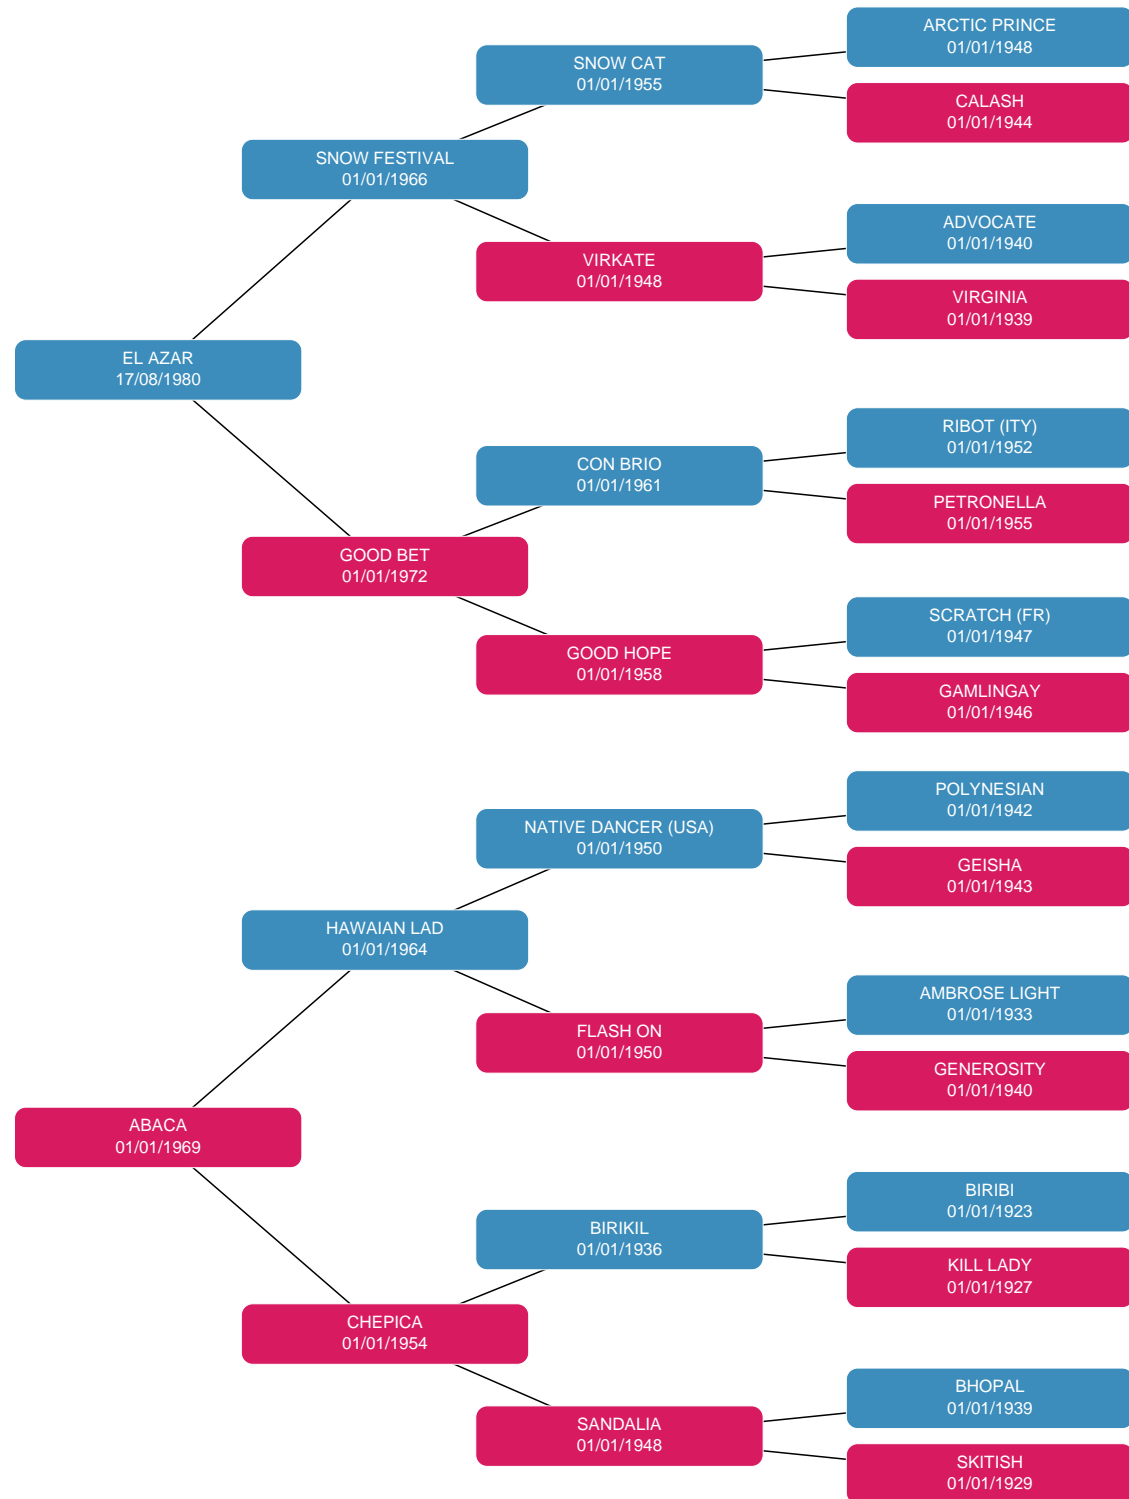 ARCTIC PRINCE
01/01/1948
SNOW CAT
01/01/1955
CALASH
01/01/1944
SNOW FESTIVAL
01/01/1966
ADVOCATE
01/01/1940
VIRKATE
01/01/1948
VIRGINIA
01/01/1939
EL AZAR
17/08/1980
RIBOT (ITY)
01/01/1952
CON BRIO
01/01/1961
PETRONELLA
01/01/1955
GOOD BET
01/01/1972
SCRATCH (FR)
01/01/1947
GOOD HOPE
01/01/1958
GAMLINGAY
01/01/1946
POLYNESIAN
01/01/1942
NATIVE DANCER (USA)
01/01/1950
GEISHA
01/01/1943
HAWAIAN LAD
01/01/1964
AMBROSE LIGHT
01/01/1933
FLASH ON
01/01/1950
GENEROSITY
01/01/1940
ABACA
01/01/1969
BIRIBI
01/01/1923
BIRIKIL
01/01/1936
KILL LADY
01/01/1927
CHEPICA
01/01/1954
BHOPAL
01/01/1939
SANDALIA
01/01/1948
SKITISH
01/01/1929